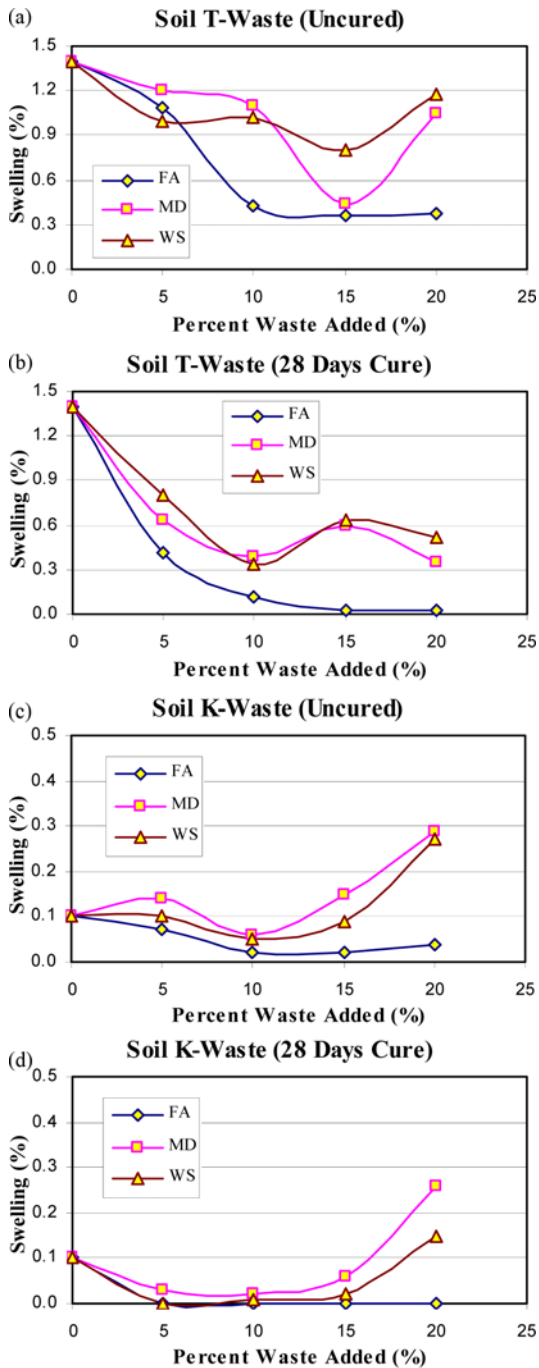 (a)
Soil T-Waste (Uncured)
1.5
1.2
0.9
0.6
0.3
0.0
Swelling (%)
FA
MD
WS
0 5 10 15 20 25
Percent Waste Added (%)
(b)
Soil T-Waste (28 Days Cure)
1.5
1.2
0.9
0.6
0.3
0.0
Swelling (%)
FA
MD
WS
0 5 10 15 20 25
Percent Waste Added (%)
(c)
Soil K-Waste (Uncured)
0.5
0.4
0.3
0.2
0.1
0.0
Swelling (%)
FA
MD
WS
0 5 10 15 20 25
Percent Waste Added (%)
(d)
Soil K-Waste (28 Days Cure)
0.5
0.4
0.3
0.2
0.1
0.0
Swelling (%)
FA
MD
WS
0 5 10 15 20 25
Percent Waste Added (%)